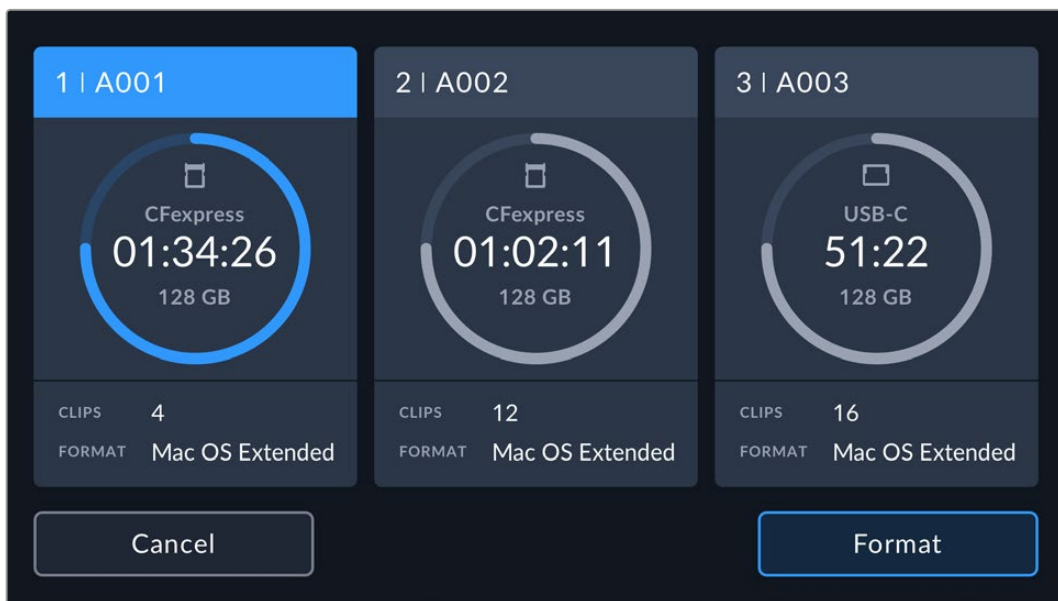 1 | A001
CFexpress
01:34:26
128 GB
CLIPS 4
FORMAT Mac OS Extended
2 | A002
CFexpress
01:02:11
128 GB
CLIPS 12
FORMAT Mac OS Extended
3 | A003
USB-C
51:22
128 GB
CLIPS 16
FORMAT Mac OS Extended
Cancel
Format